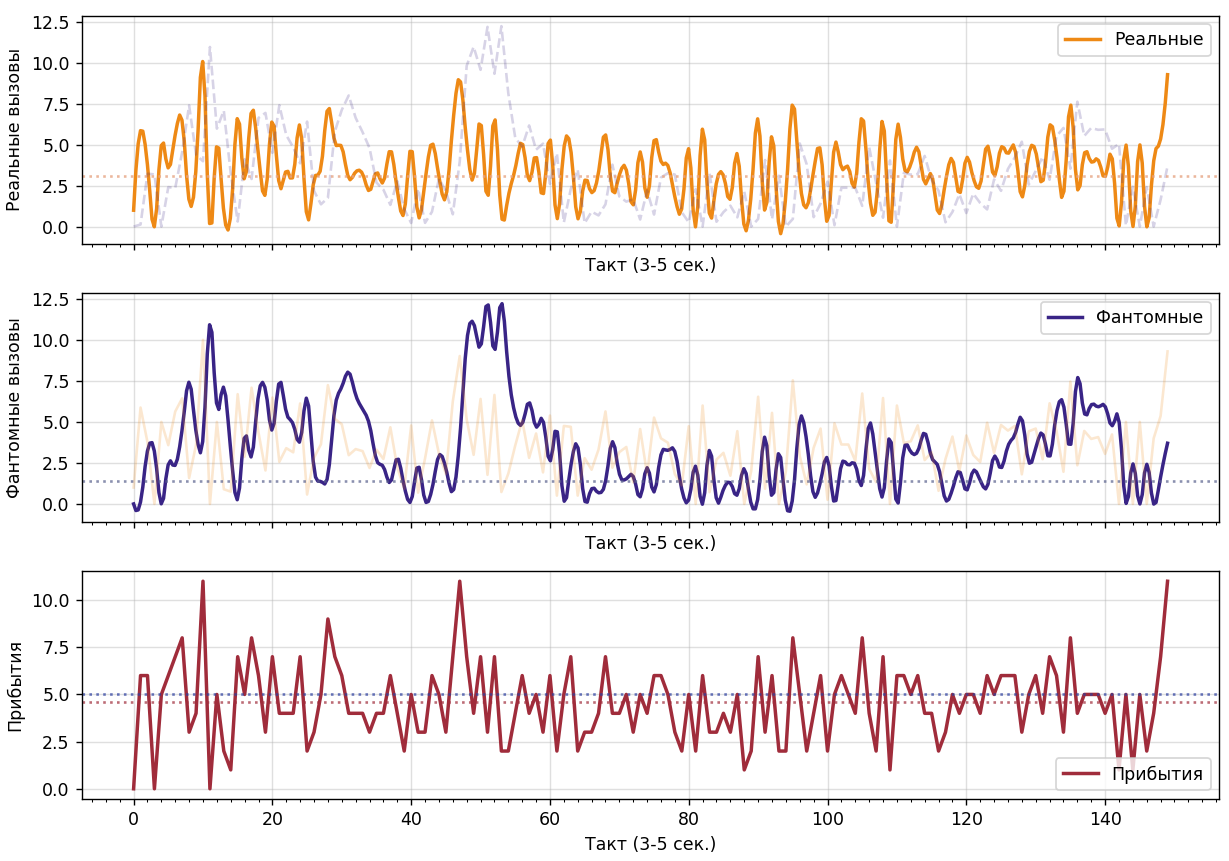 Реальные вызовы
12.5
10.0
7.5
5.0
2.5
0.0
Реальные
Такт (3-5 сек.)
Фантомные вызовы
12.5
10.0
7.5
5.0
2.5
0.0
Фантомные
Такт (3-5 сек.)
Прибытия
10.0
7.5
5.0
2.5
0.0
Прибытия
0 20 40 60 80 100 120 140
Такт (3-5 сек.)